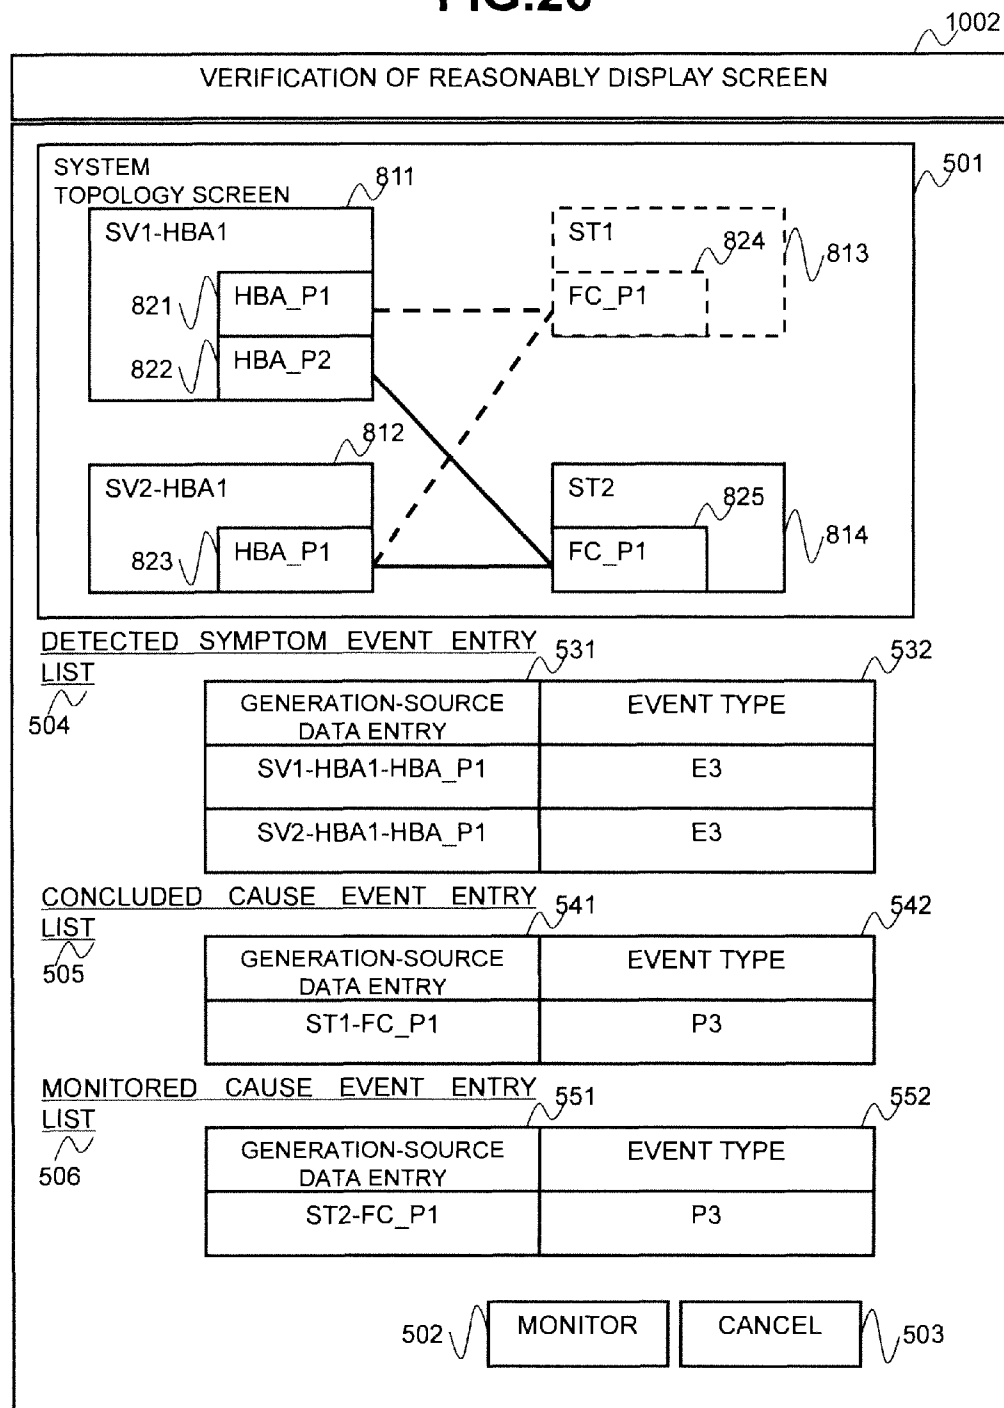 FIG.26
1002
VERIFICATION OF REASONABLY DISPLAY SCREEN
SYSTEM
TOPOLOGY SCREEN
811
501
SV1-HBA1
ST1
824
813
821
HBA_P1
FC_P1
822
HBA_P2
812
SV2-HBA1
ST2
825
814
823
HBA_P1
FC_P1
DETECTED SYMPTOM EVENT ENTRY
LIST
504
531
532
GENERATION-SOURCE
DATA ENTRY
EVENT TYPE
SV1-HBA1-HBA_P1
E3
SV2-HBA1-HBA_P1
E3
CONCLUDED CAUSE EVENT ENTRY
LIST
505
541
542
GENERATION-SOURCE
DATA ENTRY
EVENT TYPE
ST1-FC_P1
P3
MONITORED CAUSE EVENT ENTRY
LIST
506
551
552
GENERATION-SOURCE
DATA ENTRY
EVENT TYPE
ST2-FC_P1
P3
502
MONITOR
CANCEL
503